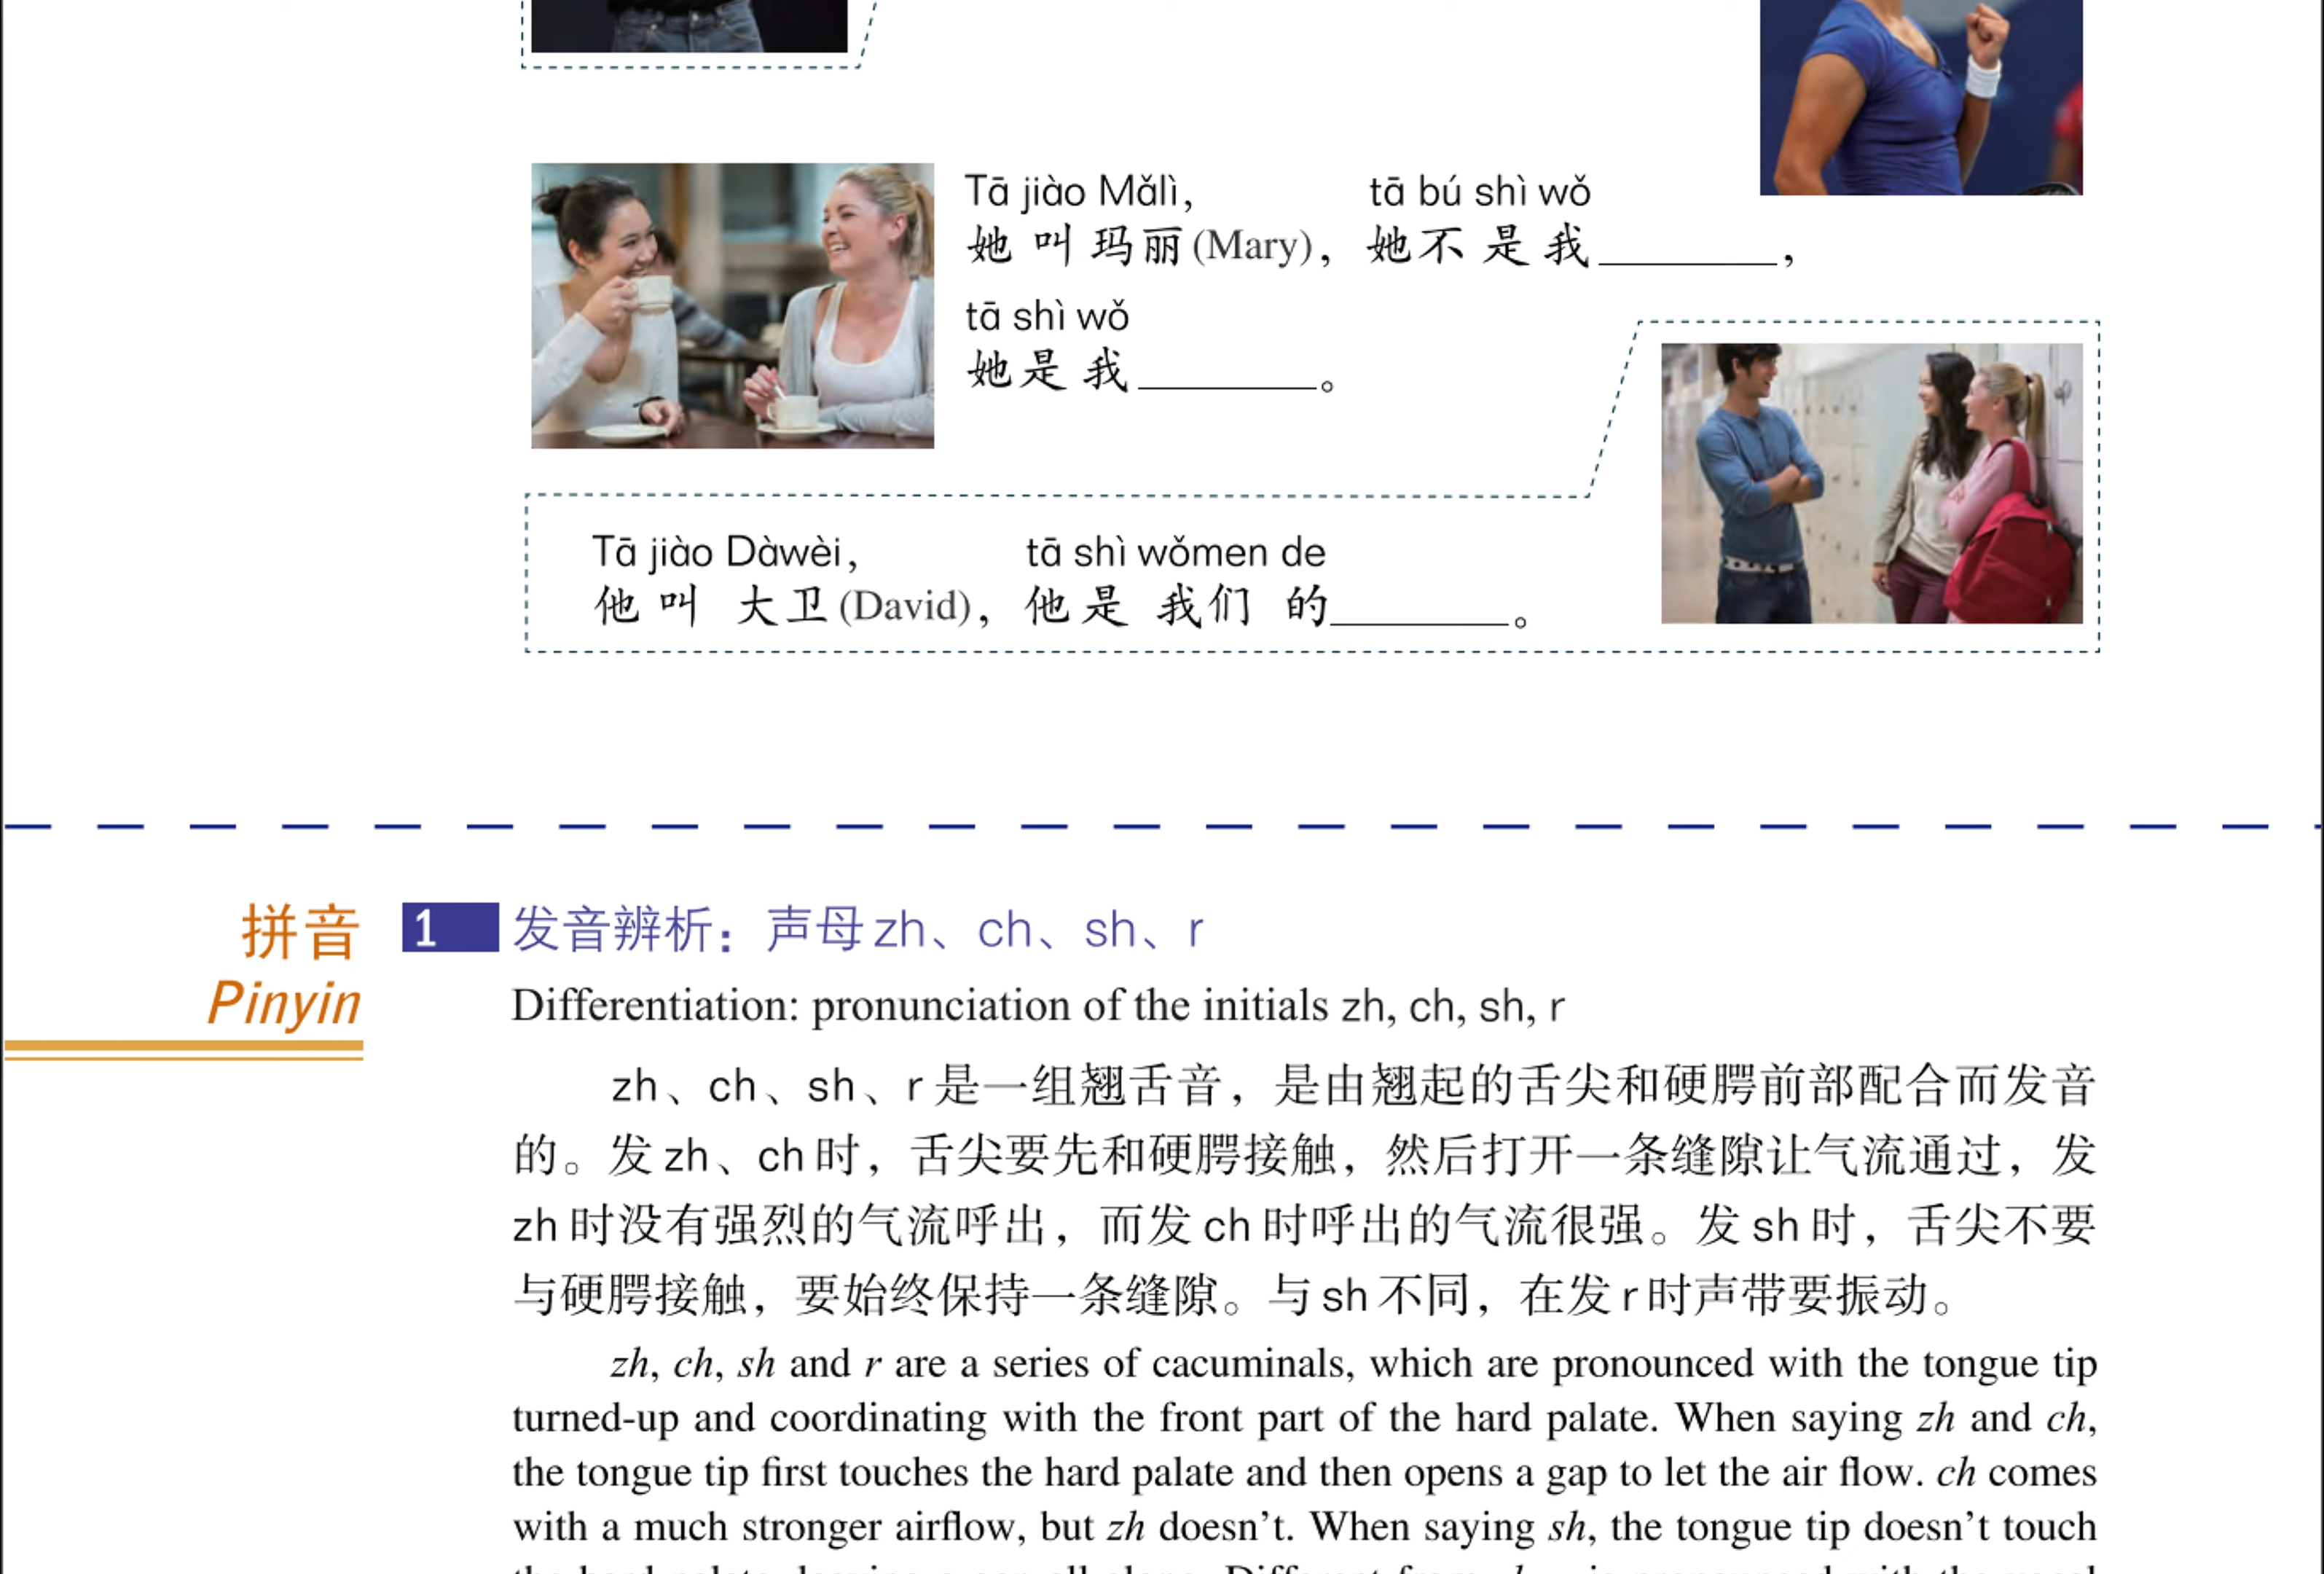 Tā jiào Mǎlì, tā bú shì wǒ
她 叫 玛丽(Mary)，她不 是 我________，
tā shì wǒ
她是 我________。
Tā jiào Dàwèi, tā shì wǒmen de
他 叫 大卫(David)，他 是 我们 的________。
拼音
Pinyin
1 发音辨析：声母 zh、ch、sh、r
Differentiation: pronunciation of the initials zh, ch, sh, r
zh、ch、sh、r 是一组翘舌音，是由翘起的舌尖和硬腭前部配合而发音
的。发 zh、ch 时，舌尖要先和硬腭接触，然后打开一条缝隙让气流通过，发
zh 时没有强烈的气流呼出，而发 ch 时呼出的气流很强。发 sh 时，舌尖不要
与硬腭接触，要始终保持一条缝隙。与 sh 不同，在发 r 时声带要振动。
zh, ch, sh and r are a series of cacuminals, which are pronounced with the tongue tip
turned-up and coordinating with the front part of the hard palate. When saying zh and ch,
the tongue tip first touches the hard palate and then opens a gap to let the air flow. ch comes
with a much stronger airflow, but zh doesn't. When saying sh, the tongue tip doesn't touch